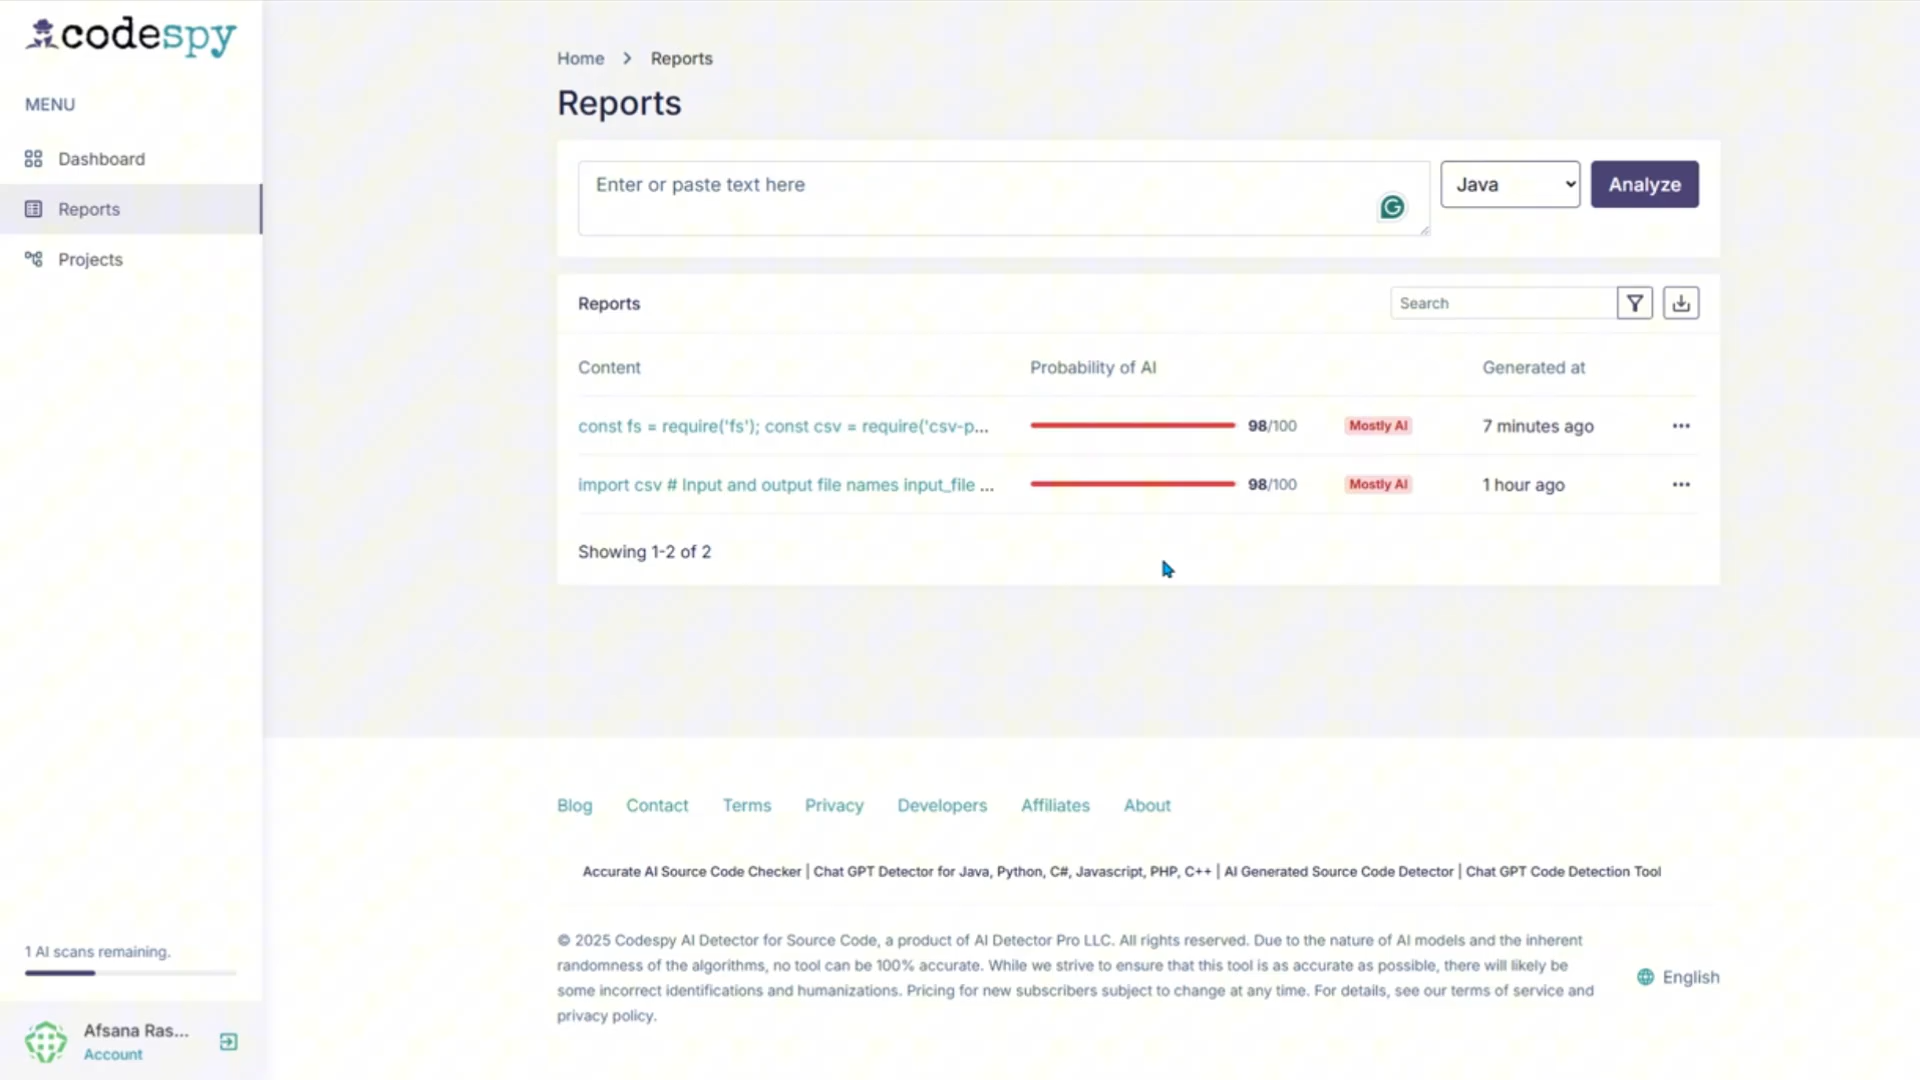 codespy
MENU
Dashboard
Reports
Projects
Home > Reports
Reports
Enter or paste text here
Java
Analyze
Reports
Search
Content Probability of AI Generated at
const fs = require('fs'); const csv = require('csv-p... 98/100 Mostly AI 7 minutes ago
import csv # Input and output file names input_file ... 98/100 Mostly AI 1 hour ago
Showing 1-2 of 2
Blog Contact Terms Privacy Developers Affiliates About
Accurate AI Source Code Checker | Chat GPT Detector for Java, Python, C#, Javascript, PHP, C++ | AI Generated Source Code Detector | Chat GPT Code Detection Tool
© 2025 Codespy AI Detector for Source Code, a product of AI Detector Pro LLC. All rights reserved. Due to the nature of AI models and the inherent
randomness of the algorithms, no tool can be 100% accurate. While we strive to ensure that this tool is as accurate as possible, there will likely be
some incorrect identifications and humanizations. Pricing for new subscribers subject to change at any time. For details, see our terms of service and
privacy policy.
English
1 AI scans remaining.
Afsana Ras...
Account